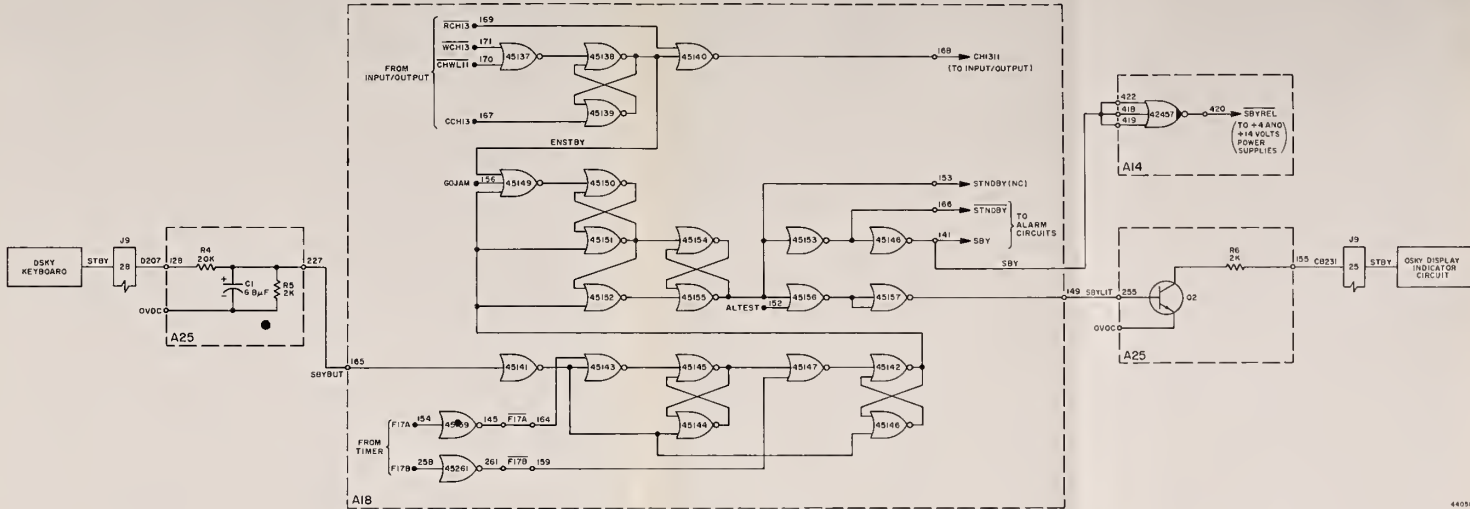 RCH13
169
WCH13
171
CHWL11
170
FROM
INPUT/OUTPUT
CCH13
167
45137
45138
45139
45140
168
CH1311
(TO INPUT/OUTPUT)
ENSTBY
GOJAM
156
45149
45150
45151
45152
45154
45155
153
STNDBY (NC)
166
STNDBY
TO
ALARM
CIRCUITS
141
SBY
45153
45146
SBY
ALTEST
152
45156
45157
149
SBYLIT
255
422
418
419
42457
420
SBYREL
(TO +4 AND
+14 VOLTS
POWER
SUPPLIES)
A14
DSKY
KEYBOARD
STBY
J9
28
D207
128
R4
20K
C1
6.8μF
R5
2K
227
0VDC
A25
SBYBUT
165
45141
45143
45145
45144
45147
45142
45146
FROM
TIMER
F17A
154
145
F17A
164
F17B
258
45261
261
F17B
159
A18
0VDC
Q2
R6
2K
155
CB231
A25
J9
25
STBY
DSKY DISPLAY
INDICATOR
CIRCUIT